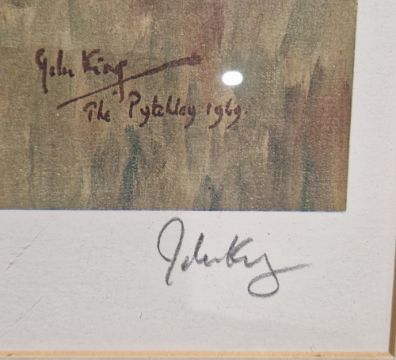 John King
The Pytchley 1969.
John King